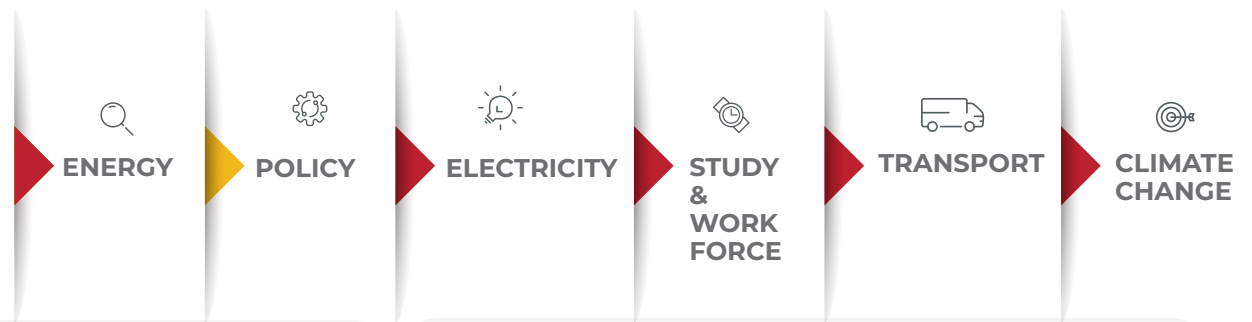 ENERGY
POLICY
ELECTRICITY
STUDY
&
WORK
FORCE
TRANSPORT
CLIMATE
CHANGE